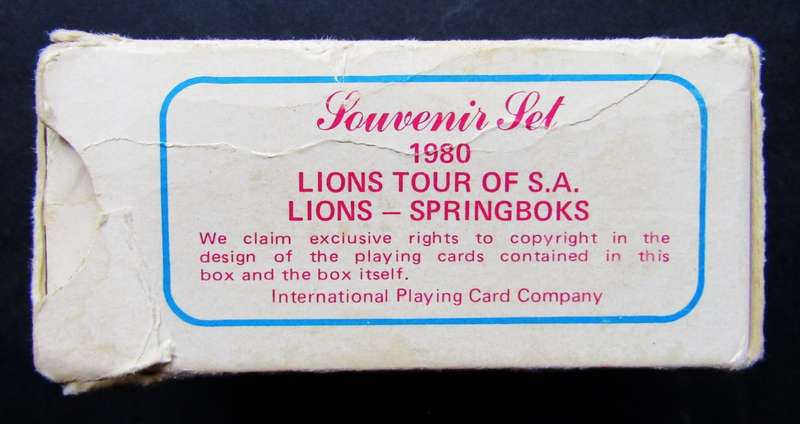 Souvenir Set
1980
LIONS TOUR OF S.A.
LIONS – SPRINGBOKS
We claim exclusive rights to copyright in the
design of the playing cards contained in this
box and the box itself.
International Playing Card Company